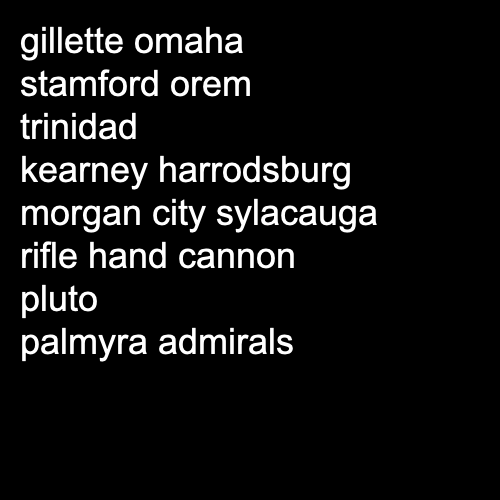 gillette omaha
stamford orem
trinidad
kearney harrodsburg
morgan city sylacauga
rifle hand cannon
pluto
palmyra admirals